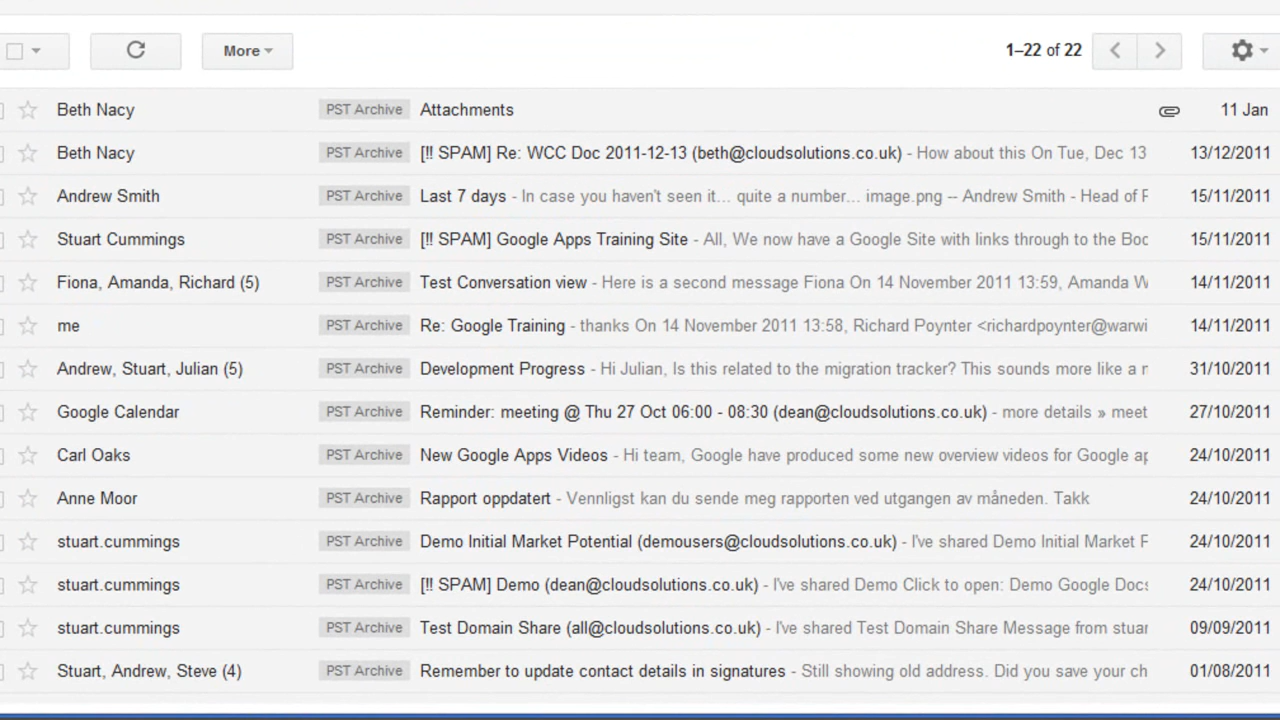 More 1–22 of 22
Beth Nacy PST Archive Attachments 11 Jan
Beth Nacy PST Archive [!! SPAM] Re: WCC Doc 2011-12-13 (beth@cloudsolutions.co.uk) - How about this On Tue, Dec 13 13/12/2011
Andrew Smith PST Archive Last 7 days - In case you haven't seen it... quite a number... image.png -- Andrew Smith - Head of 15/11/2011
Stuart Cummings PST Archive [!! SPAM] Google Apps Training Site - All, We now have a Google Site with links through to the 15/11/2011
Fiona, Amanda, Richard (5) PST Archive Test Conversation view - Here is a second message Fiona On 14 November 2011 13:59, Amanda 14/11/2011
me PST Archive Re: Google Training - thanks On 14 November 2011 13:58, Richard Poynter <richardpoynter@warwi 14/11/2011
Andrew, Stuart, Julian (5) PST Archive Development Progress - Hi Julian, Is this related to the migration tracker? This sounds more like a 31/10/2011
Google Calendar PST Archive Reminder: meeting @ Thu 27 Oct 06:00 - 08:30 (dean@cloudsolutions.co.uk) - more details » meet 27/10/2011
Carl Oaks PST Archive New Google Apps Videos - Hi team, Google have produced some new overview videos for Google ap 24/10/2011
Anne Moor PST Archive Rapport oppdatert - Vennligst kan du sende meg rapporten ved utgangen av måneden. Takk 24/10/2011
stuart.cummings PST Archive Demo Initial Market Potential (demousers@cloudsolutions.co.uk) - I've shared Demo Initial Market 24/10/2011
stuart.cummings PST Archive [!! SPAM] Demo (dean@cloudsolutions.co.uk) - I've shared Demo Click to open: Demo Google Docs 24/10/2011
stuart.cummings PST Archive Test Domain Share (all@cloudsolutions.co.uk) - I've shared Test Domain Share Message from stuar 09/09/2011
Stuart, Andrew, Steve (4) PST Archive Remember to update contact details in signatures - Still showing old address. Did you save your ch 01/08/2011